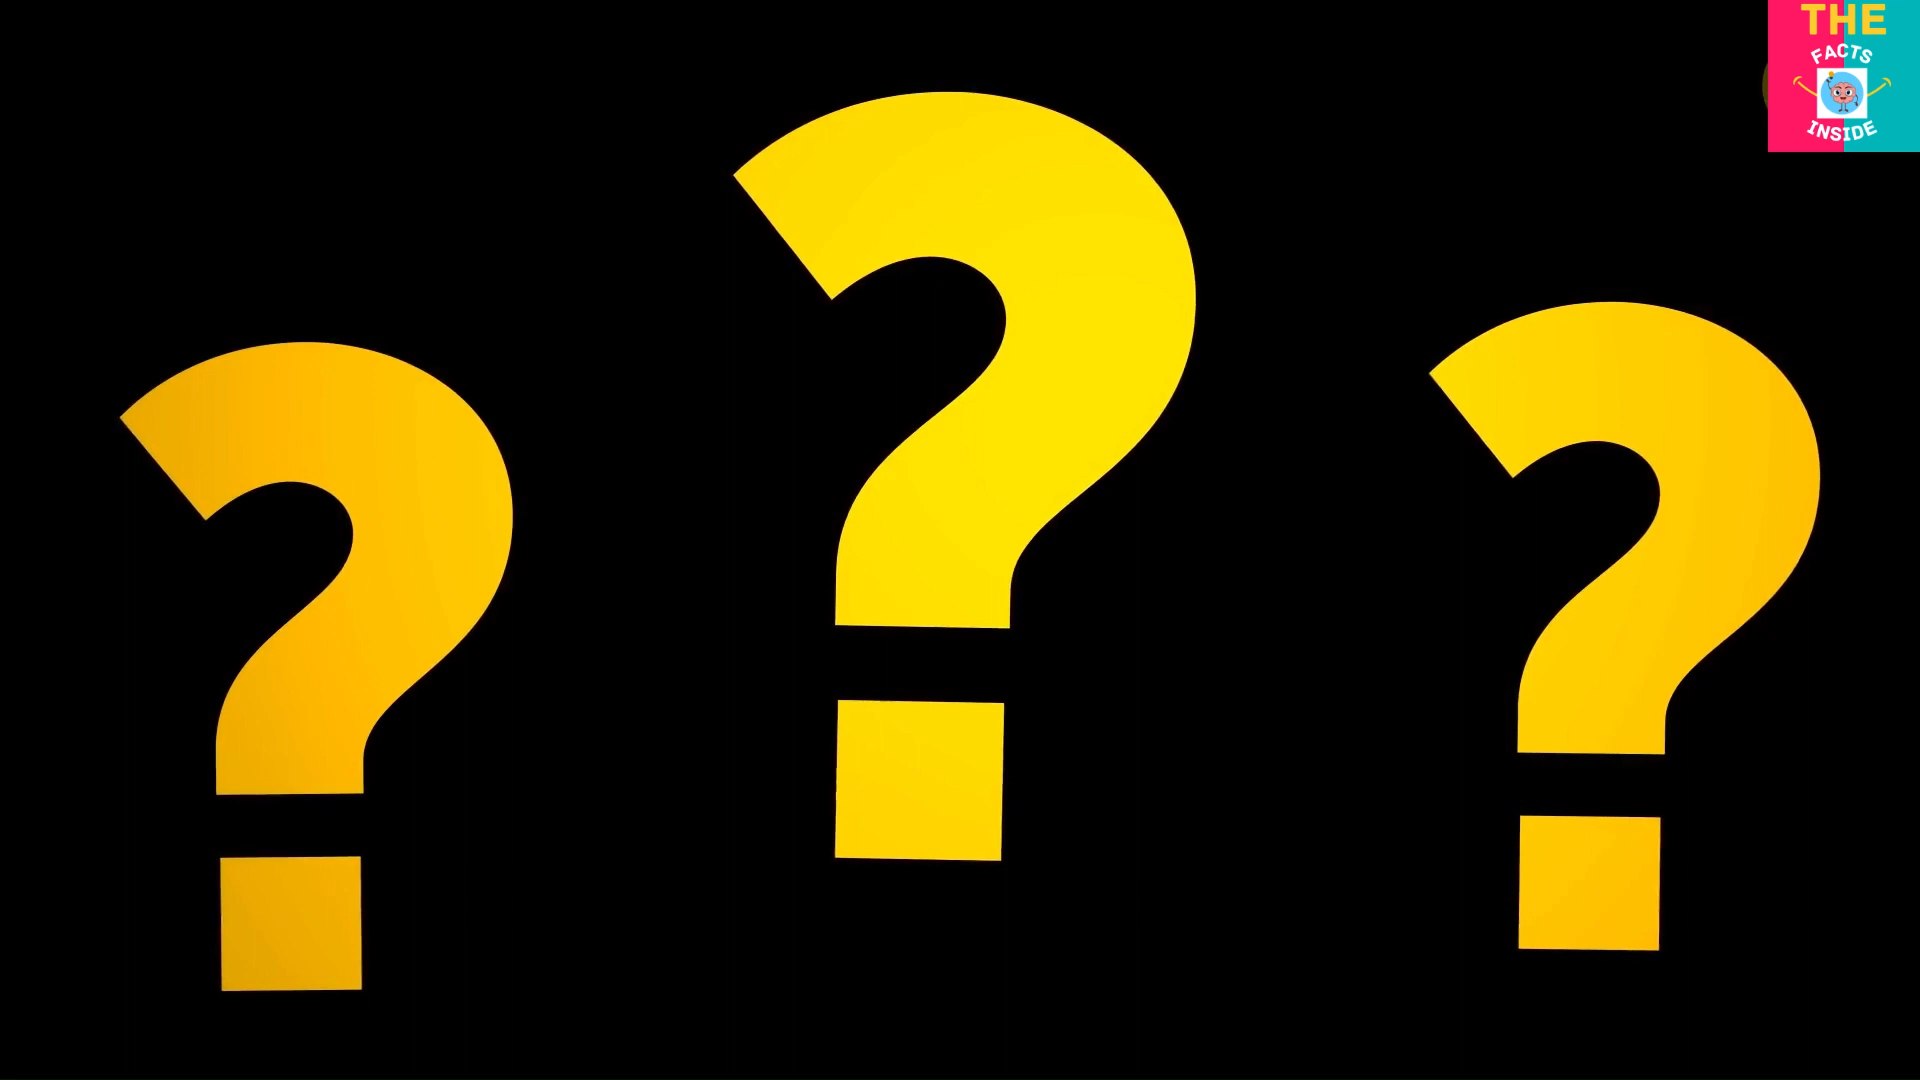 ?
?
?
THE
FACTS
INSIDE